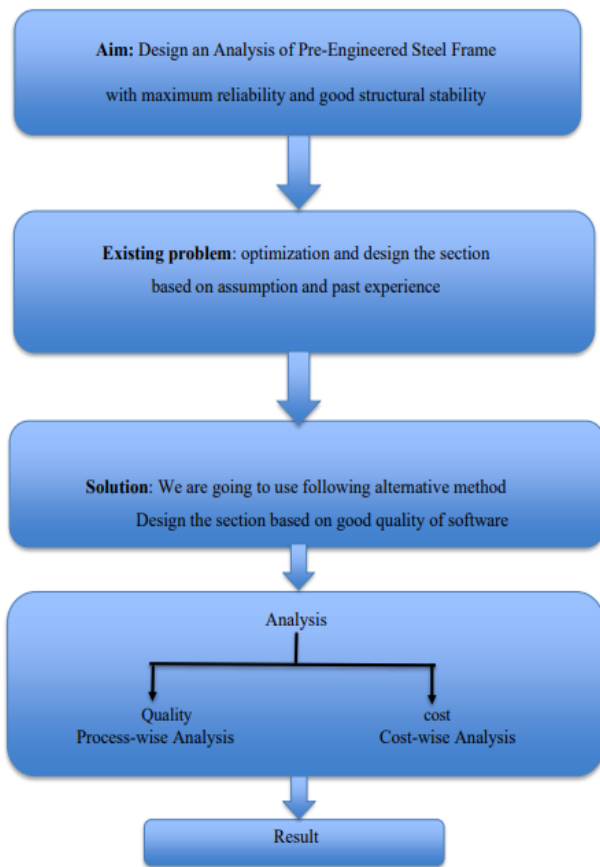 Aim: Design an Analysis of Pre-Engineered Steel Frame
with maximum reliability and good structural stability
Existing problem: optimization and design the section
based on assumption and past experience
Solution: We are going to use following alternative method
Design the section based on good quality of software
Analysis
Quality
Process-wise Analysis
cost
Cost-wise Analysis
Result